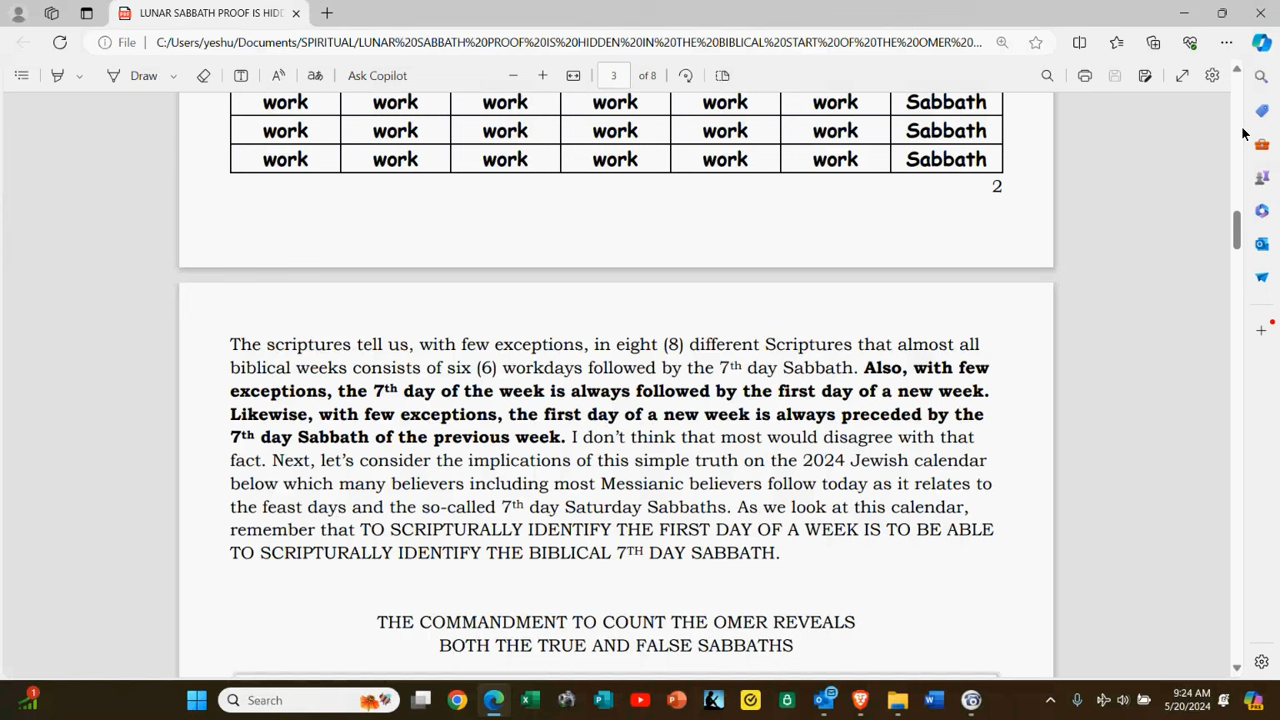 LUNAR SABBATH PROOF IS HIDD
File
C:/Users/yeshu/Documents/SPIRITUAL/LUNAR%20SABBATH%20PROOF%20IS%20HIDDEN%20IN%20THE%20BIBLICAL%20START%20OF%20THE%20OMER%20...
Draw
Ask Copilot
3 of 8
work work work work work work Sabbath
work work work work work work Sabbath
work work work work work work Sabbath
2
The scriptures tell us, with few exceptions, in eight (8) different Scriptures that almost all
biblical weeks consists of six (6) workdays followed by the 7th day Sabbath. Also, with few
exceptions, the 7th day of the week is always followed by the first day of a new week.
Likewise, with few exceptions, the first day of a new week is always preceded by the
7th day Sabbath of the previous week. I don't think that most would disagree with that
fact. Next, let's consider the implications of this simple truth on the 2024 Jewish calendar
below which many believers including most Messianic believers follow today as it relates to
the feast days and the so-called 7th day Saturday Sabbaths. As we look at this calendar,
remember that TO SCRIPTURALLY IDENTIFY THE FIRST DAY OF A WEEK IS TO BE ABLE
TO SCRIPTURALLY IDENTIFY THE BIBLICAL 7TH DAY SABBATH.
THE COMMANDMENT TO COUNT THE OMER REVEALS
BOTH THE TRUE AND FALSE SABBATHS
1
Search
9:24 AM
5/20/2024